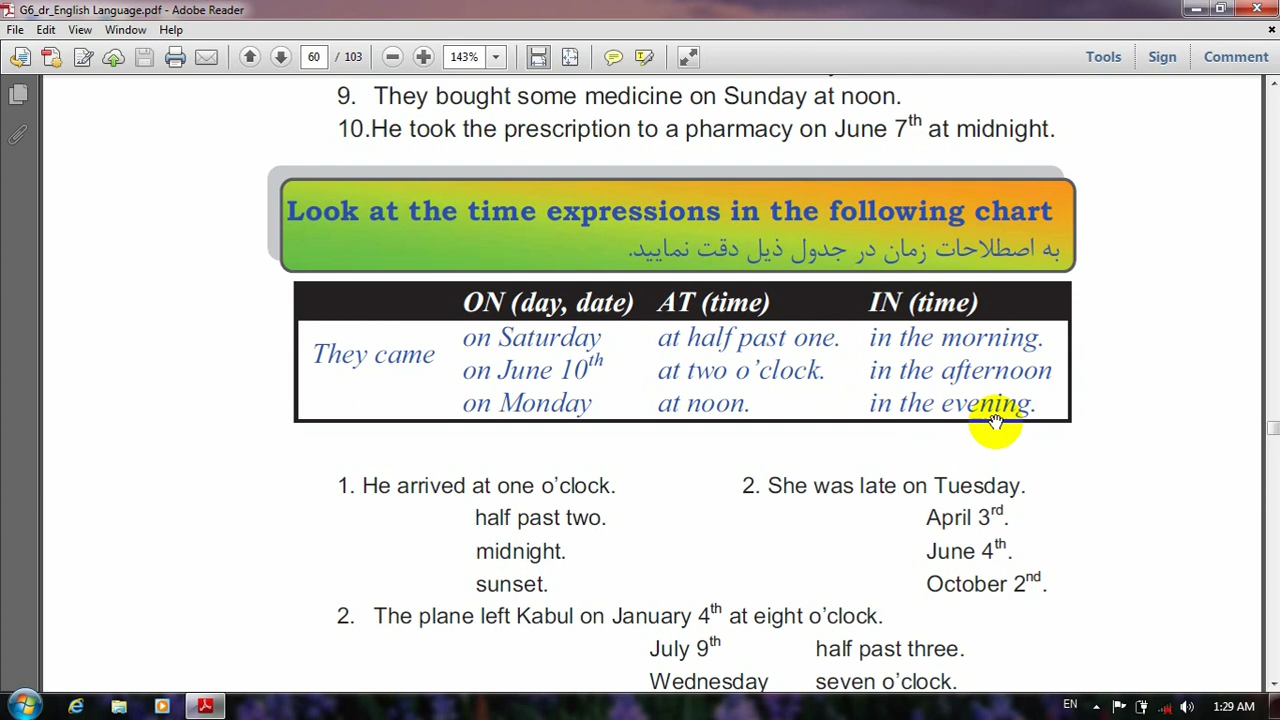 G6_dr_English Language.pdf - Adobe Reader
File Edit View Window Help
60 / 103 143% Tools Sign Comment
9. They bought some medicine on Sunday at noon.
10.He took the prescription to a pharmacy on June 7th at midnight.
Look at the time expressions in the following chart
به اصطلاحات زمان در جدول ذیل دقت نمایید.
ON (day, date) AT (time) IN (time)
They came
on Saturday at half past one. in the morning.
on June 10th at two o’clock. in the afternoon
on Monday at noon. in the evening.
1. He arrived at one o’clock. 2. She was late on Tuesday.
half past two. April 3rd.
midnight. June 4th.
sunset. October 2nd.
2. The plane left Kabul on January 4th at eight o’clock.
July 9th half past three.
Wednesday seven o’clock.
EN 1:29 AM